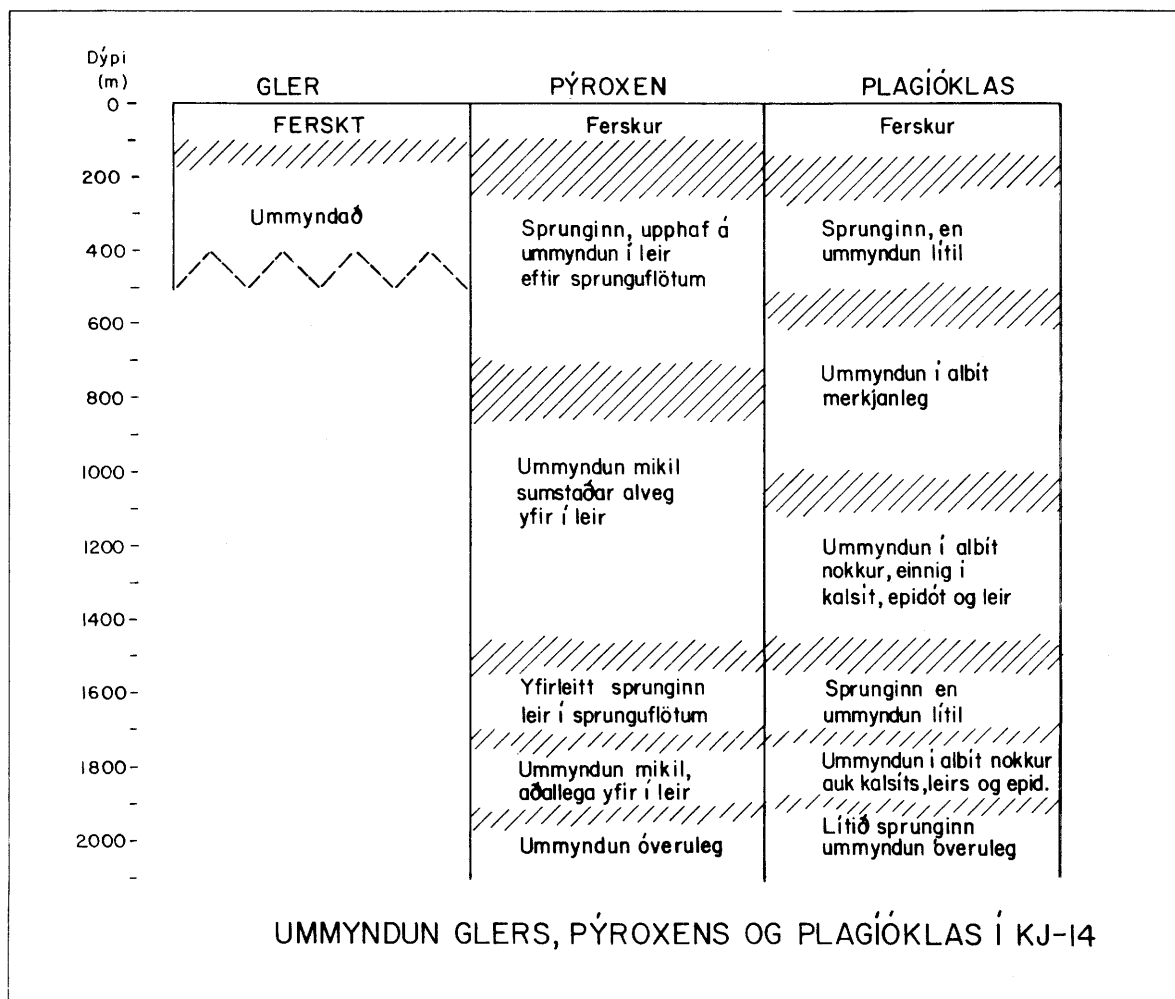 Dýpi
(m)
GLER
PÝROXEN
PLAGÍÓKLAS
0
200
400
600
800
1000
1200
1400
1600
1800
2000
FERSKT
Ummyndað
Ferskur
Sprunginn, upphaf á
ummyndun í leir
eftir sprunguflötum
Ummyndun mikil
sumstaðar alveg
yfir í leir
Yfirleitt sprunginn
leir í sprunguflötum
Ummyndun mikil,
aðallega yfir í leir
Ummyndun óveruleg
Ferskur
Sprunginn, en
ummyndun lítil
Ummyndun í albít
merkjanleg
Ummyndun í albít
nokkur, einnig í
kalsít, epidót og leir
Sprunginn en
ummyndun lítil
Ummyndun í albít nokkur
auk kalsíts, leirs og epid.
Lítið sprunginn
ummyndun óveruleg
UMMYNDUN GLERS, PÝROXENS OG PLAGÍÓKLAS Í KJ-14